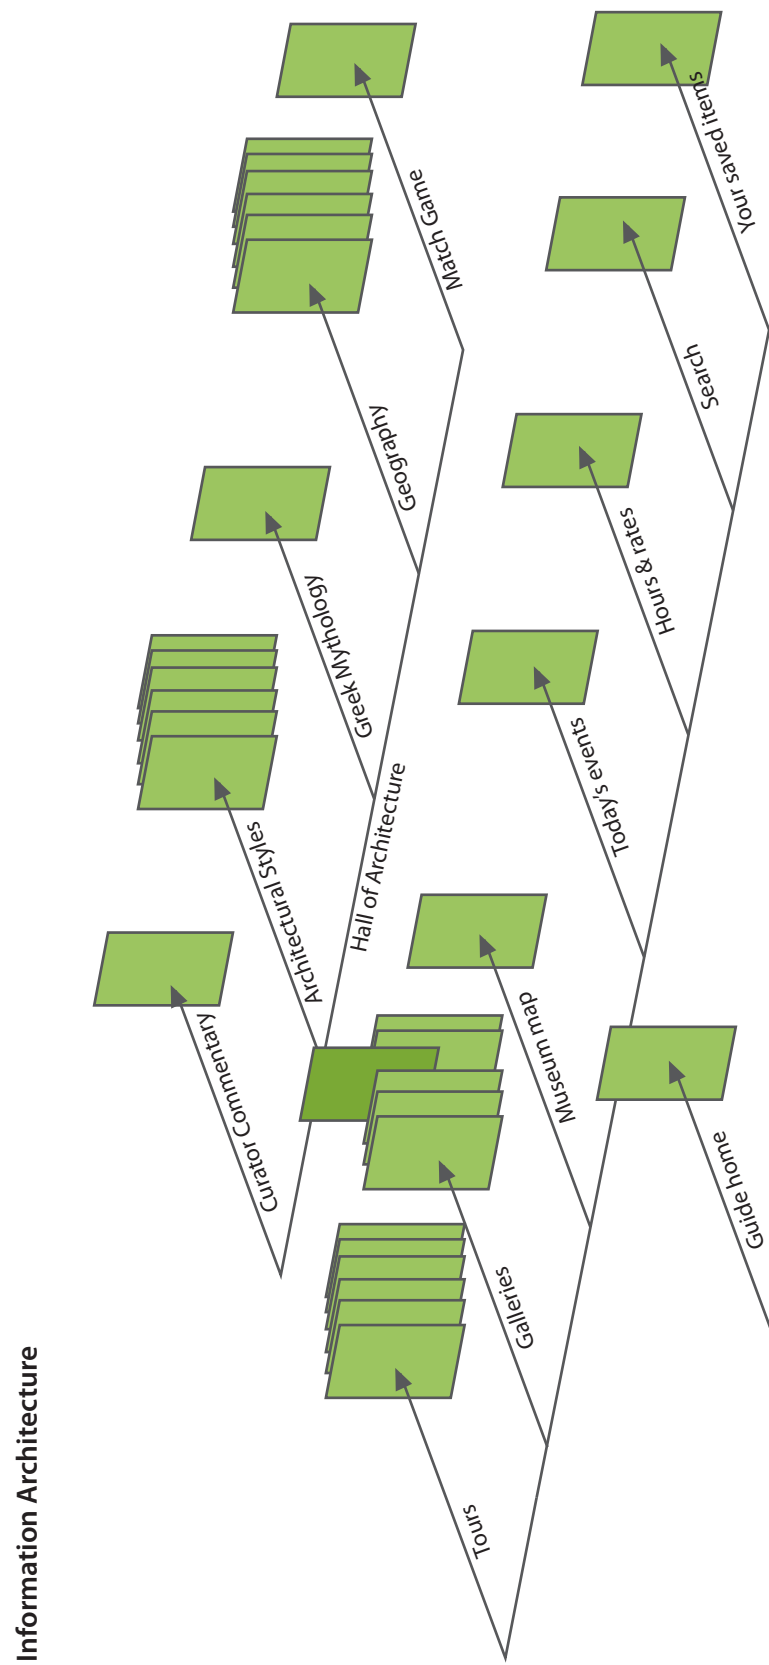 Information Architecture
Curator Commentary
Architectural Styles
Greek Mythology
Geography
Match Game
Hall of Architecture
Tours
Galleries
Museum map
Today's events
Hours & rates
Search
Your saved items
Guide home